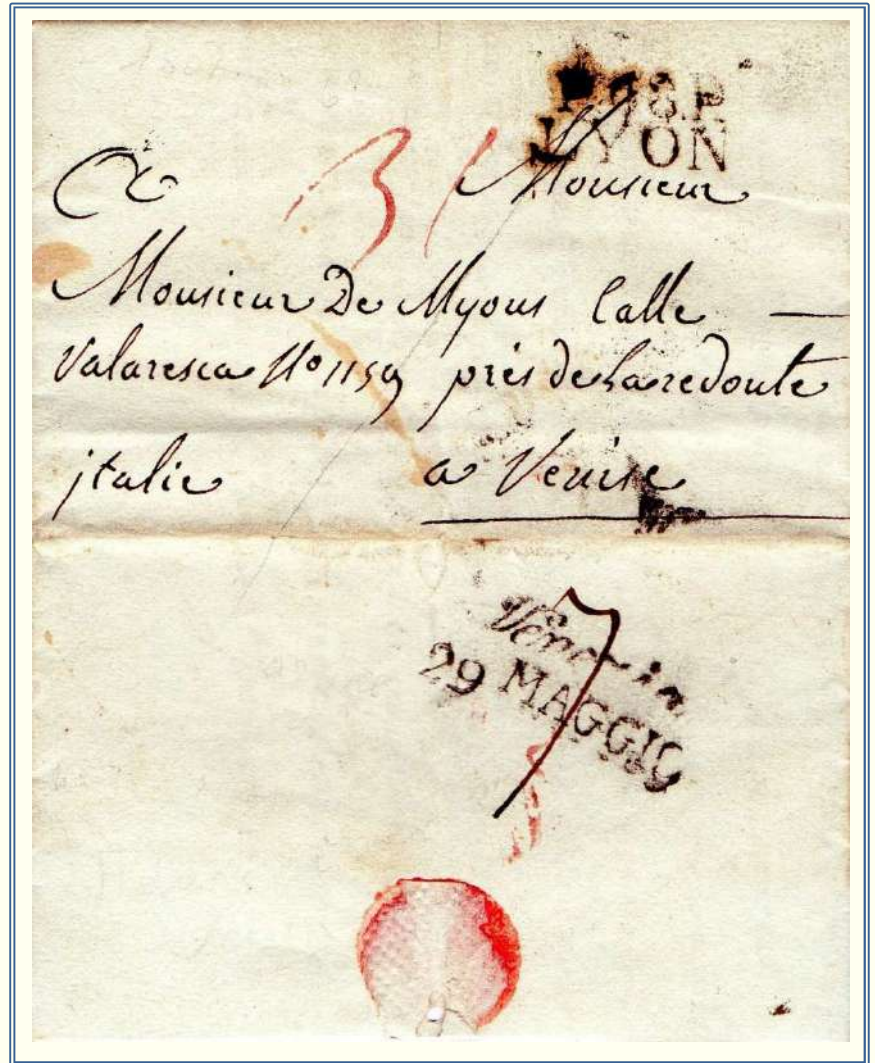 P.68.P.
LYON
31
A Monsieur
Monsieur De Myons Calle
Valaresca N° 1159 près de La redoute
italie a Venise
Venezia
7
29 MAGGIO